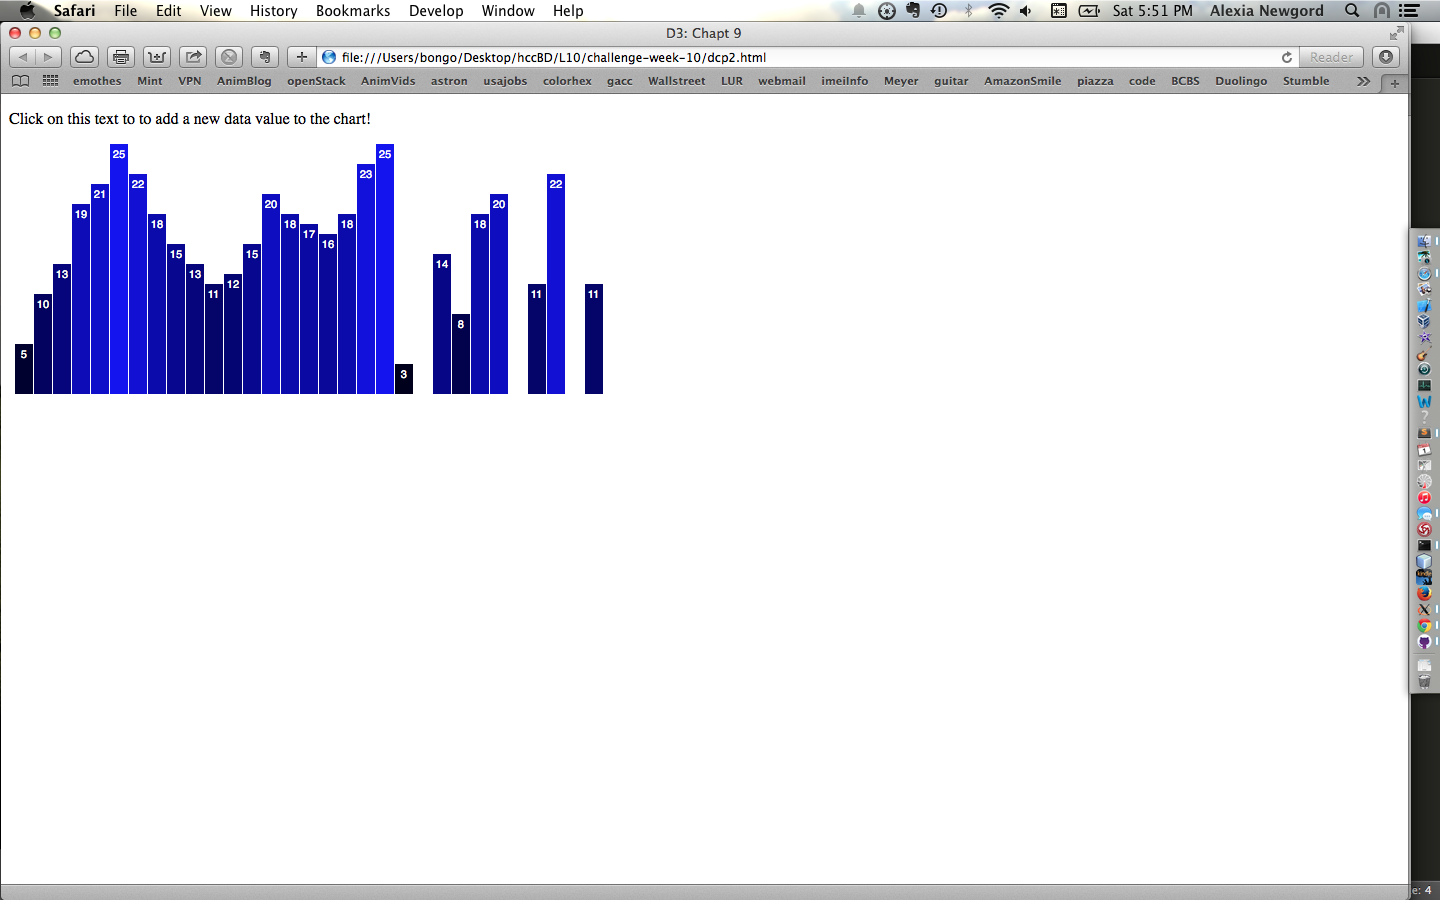 Safari File Edit View History Bookmarks Develop Window Help Sat 5:51 PM Alexia Newgord
D3: Chapt 9
file:///Users/bongo/Desktop/hccBD/L10/challenge-week-10/dcp2.html Reader
emothes Mint VPN AnimBlog openStack AnimVids astron usajobs colorhex gacc Wallstreet LUR webmail imeiInfo Meyer guitar AmazonSmile piazza code BCBS Duolingo Stumble
Click on this text to to add a new data value to the chart!
5 10 13 19 21 25 22 18 15 13 11 12 15 20 18 17 16 18 23 25 3 14 8 18 20 11 22 11
e: 4